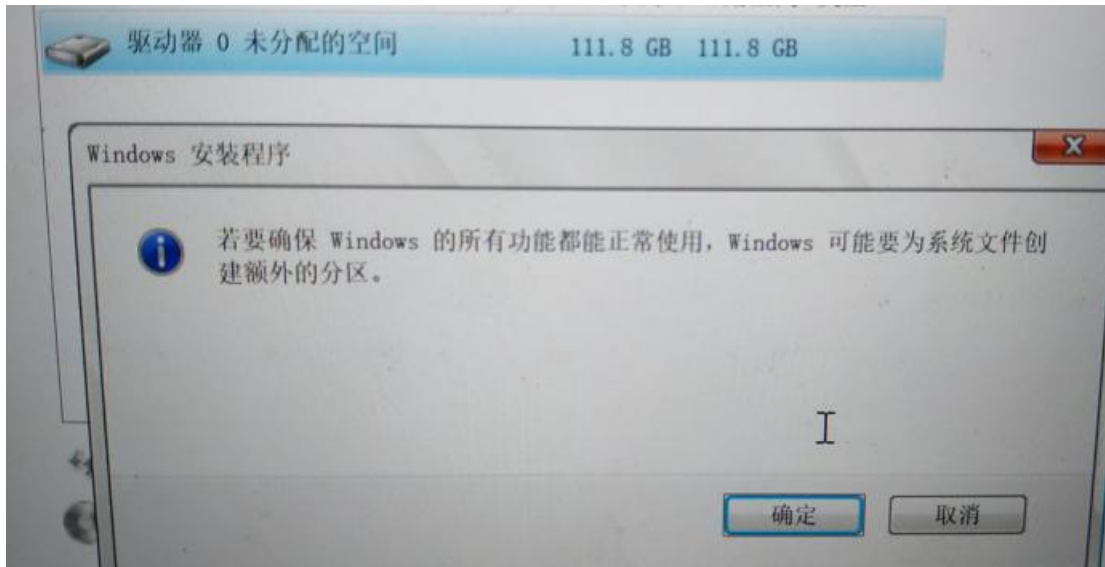 驱动器 0 未分配的空间 111.8 GB 111.8 GB
Windows 安装程序
若要确保 Windows 的所有功能都能正常使用，Windows 可能要为系统文件创
建额外的分区。
确定 取消